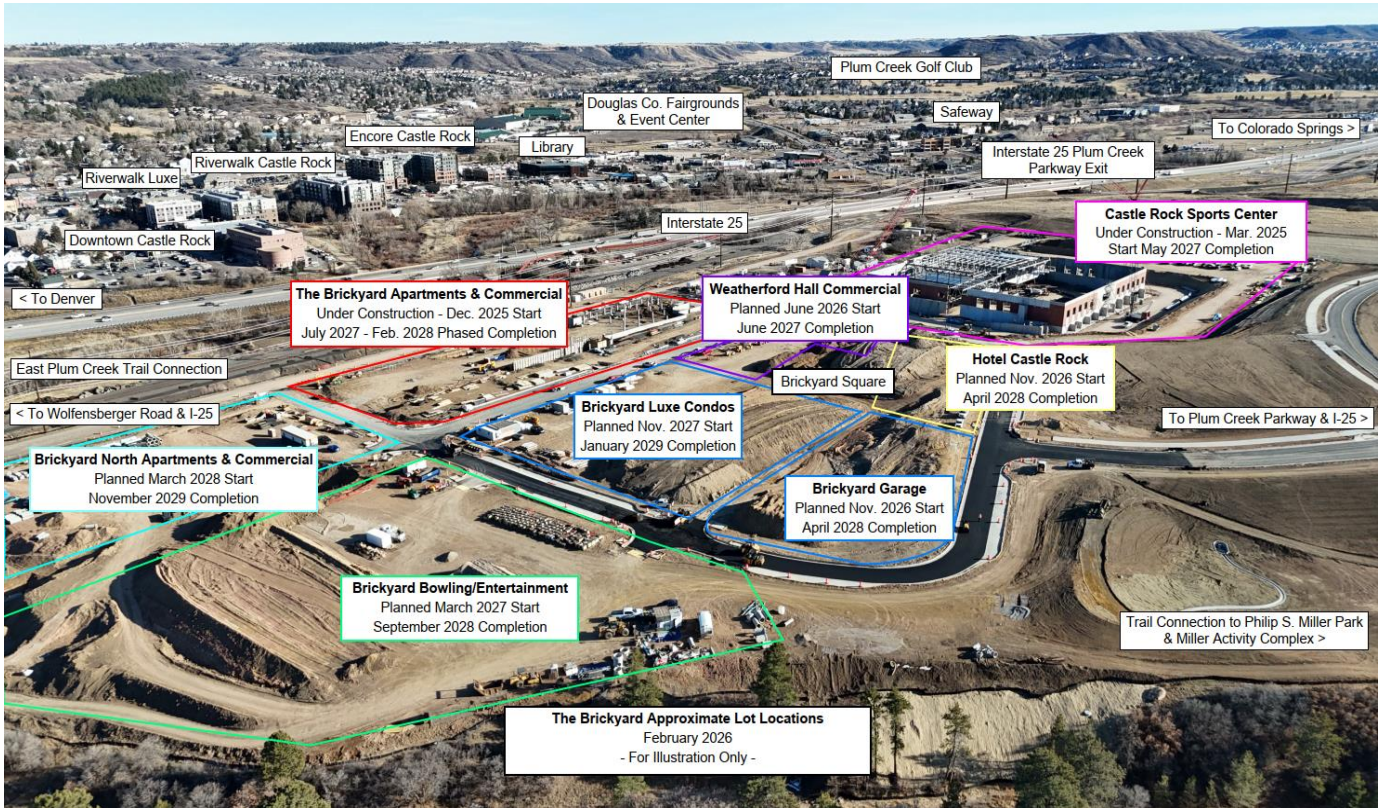 Plum Creek Golf Club
Douglas Co. Fairgrounds
& Event Center
Safeway
To Colorado Springs >
Encore Castle Rock
Library
Interstate 25 Plum Creek
Parkway Exit
Riverwalk Castle Rock
Riverwalk Luxe
Downtown Castle Rock
Interstate 25
Castle Rock Sports Center
Under Construction - Mar. 2025
Start May 2027 Completion
< To Denver
The Brickyard Apartments & Commercial
Under Construction - Dec. 2025 Start
July 2027 - Feb. 2028 Phased Completion
Weatherford Hall Commercial
Planned June 2026 Start
June 2027 Completion
East Plum Creek Trail Connection
Hotel Castle Rock
Planned Nov. 2026 Start
April 2028 Completion
Brickyard Square
< To Wolfensberger Road & I-25
Brickyard Luxe Condos
Planned Nov. 2027 Start
January 2029 Completion
To Plum Creek Parkway & I-25 >
Brickyard North Apartments & Commercial
Planned March 2028 Start
November 2029 Completion
Brickyard Garage
Planned Nov. 2026 Start
April 2028 Completion
Brickyard Bowling/Entertainment
Planned March 2027 Start
September 2028 Completion
Trail Connection to Philip S. Miller Park
& Miller Activity Complex >
The Brickyard Approximate Lot Locations
February 2026
- For Illustration Only -